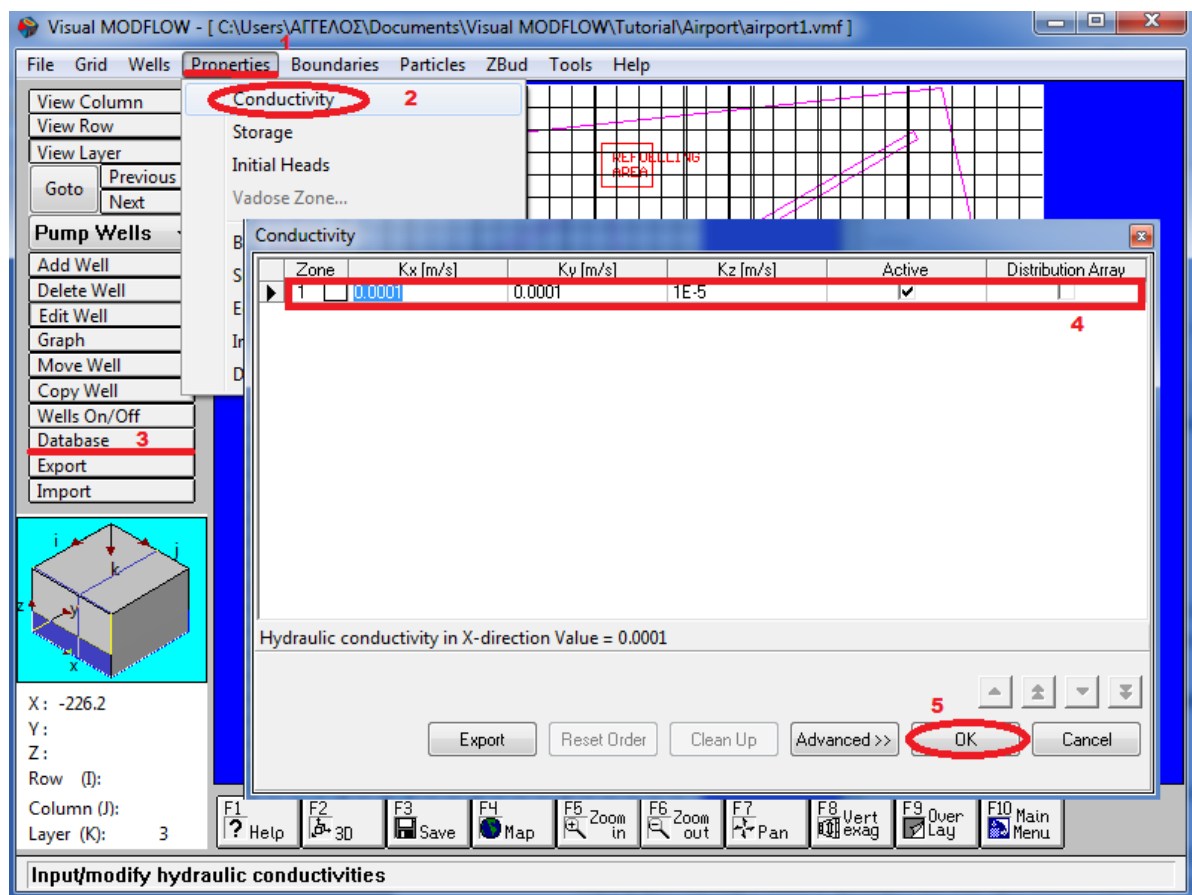 Visual MODFLOW - [ C:\Users\ΑΓΓΕΛΟΣ\Documents\Visual MODFLOW\Tutorial\Airport\airport1.vmf ]
1
File Grid Wells Properties Boundaries Particles ZBud Tools Help
View Column
View Row
View Layer
Goto
Previous
Next
Pump Wells
Add Well
Delete Well
Edit Well
Graph
Move Well
Copy Well
Wells On/Off
Database 3
Export
Import
Conductivity 2
Storage
Initial Heads
Vadose Zone...
B
S
E
In
D
REFUELLING
AREA
Conductivity
Zone Kx [m/s] Ky [m/s] Kz [m/s] Active Distribution Array
1 0.0001 0.0001 1E-5
4
Hydraulic conductivity in X-direction Value = 0.0001
5
Export Reset Order Clean Up Advanced >> OK Cancel
i j
k
z
y
x
X : -226.2
Y :
Z :
Row (I):
Column (J):
Layer (K): 3
F1 ? Help
F2 3D
F3 Save
F4 Map
F5 Zoom in
F6 Zoom out
F7 Pan
F8 Vert exag
F9 Over Lay
F10 Main Menu
Input/modify hydraulic conductivities